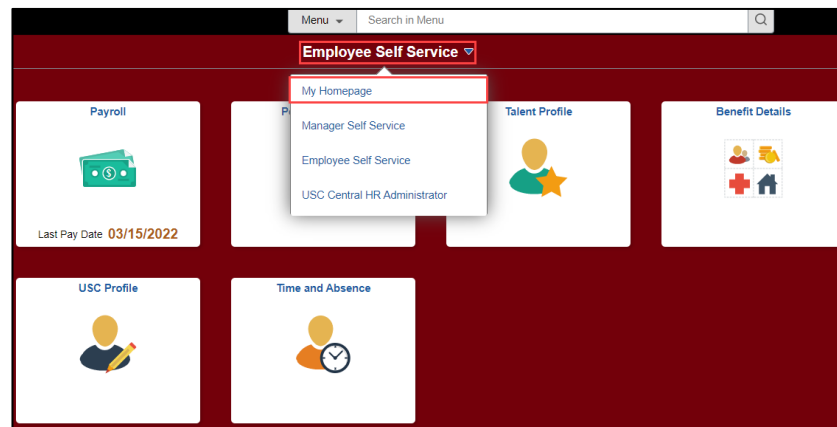 Menu
Search in Menu
Employee Self Service
My Homepage
Manager Self Service
Employee Self Service
USC Central HR Administrator
Payroll
Talent Profile
Benefit Details
Last Pay Date 03/15/2022
USC Profile
Time and Absence